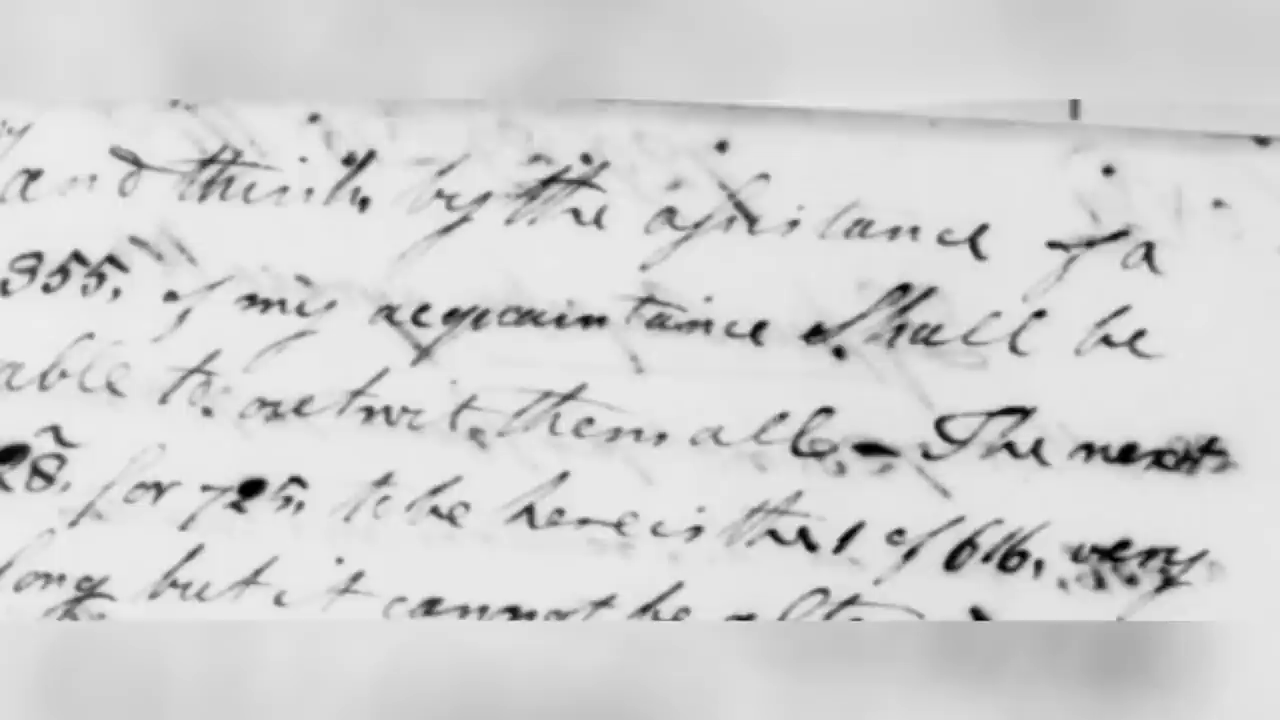 and think, by the assistance of a
355. of my acquaintance Shall be
able to outwit them all. – The next
28. for 725. to be here is the 1 of 616. very
long but it cannot be